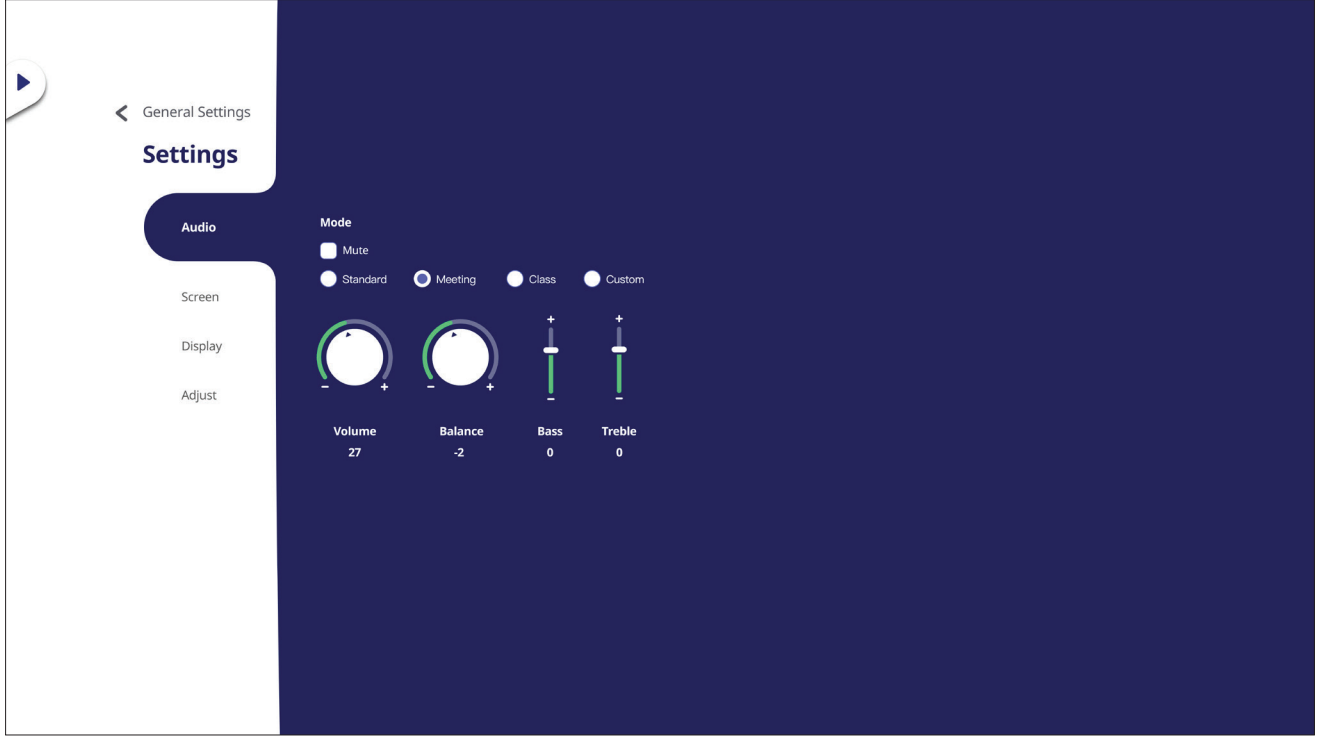 General Settings
Settings
Audio
Screen
Display
Adjust
Mode
Mute
Standard Meeting Class Custom
+ +
- + - + - -
Volume Balance Bass Treble
27 -2 0 0